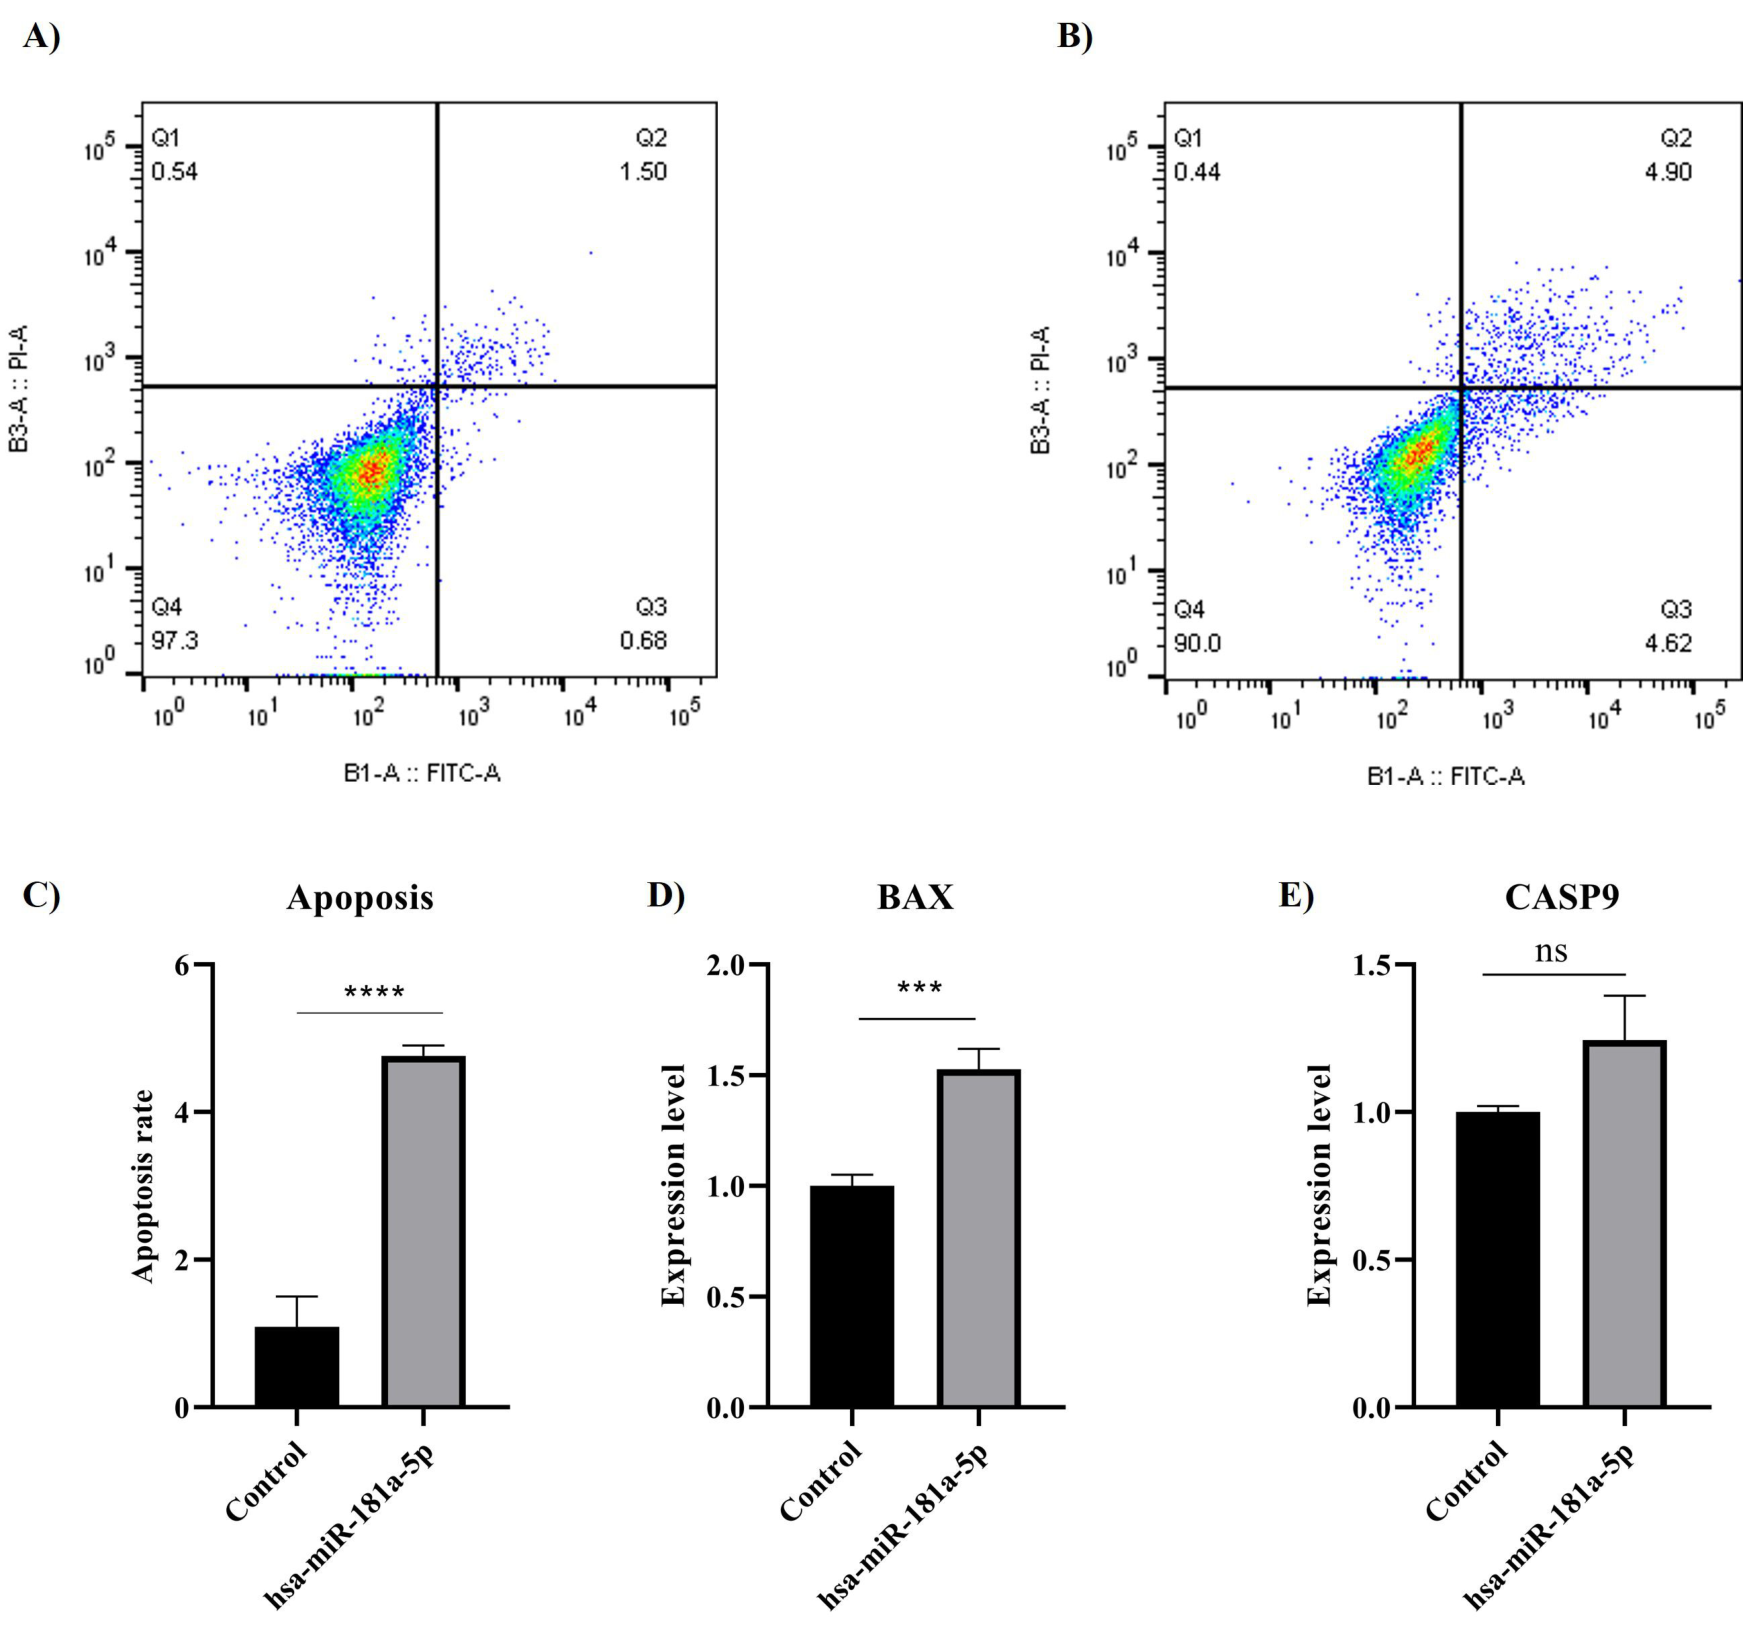 A)
B)
Q1
0.54
Q2
1.50
Q4
97.3
Q3
0.68
10^5
10^4
10^3
10^2
10^1
10^0
10^0 10^1 10^2 10^3 10^4 10^5
B3-A :: PI-A
B1-A :: FITC-A
Q1
0.44
Q2
4.90
Q4
90.0
Q3
4.62
10^5
10^4
10^3
10^2
10^1
10^0
10^0 10^1 10^2 10^3 10^4 10^5
B3-A :: PI-A
B1-A :: FITC-A
C)
Apoposis
****
6
4
2
0
Apoptosis rate
Control
hsa-miR-181a-5p
D)
BAX
***
2.0
1.5
1.0
0.5
0.0
Expression level
Control
hsa-miR-181a-5p
E)
CASP9
ns
1.5
1.0
0.5
0.0
Expression level
Control
hsa-miR-181a-5p